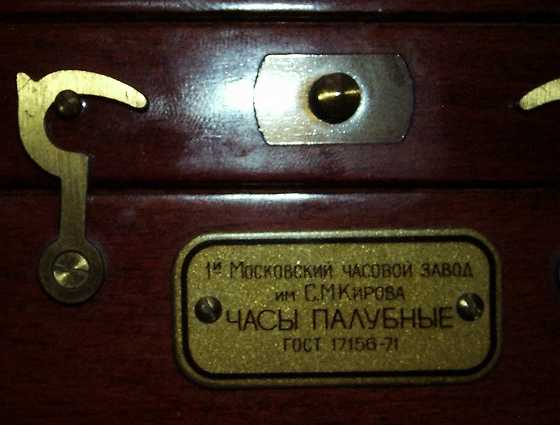 1й Московский часовой завод
им С.М.Кирова
ЧАСЫ ПАЛУБНЫЕ
ГОСТ 17156-71